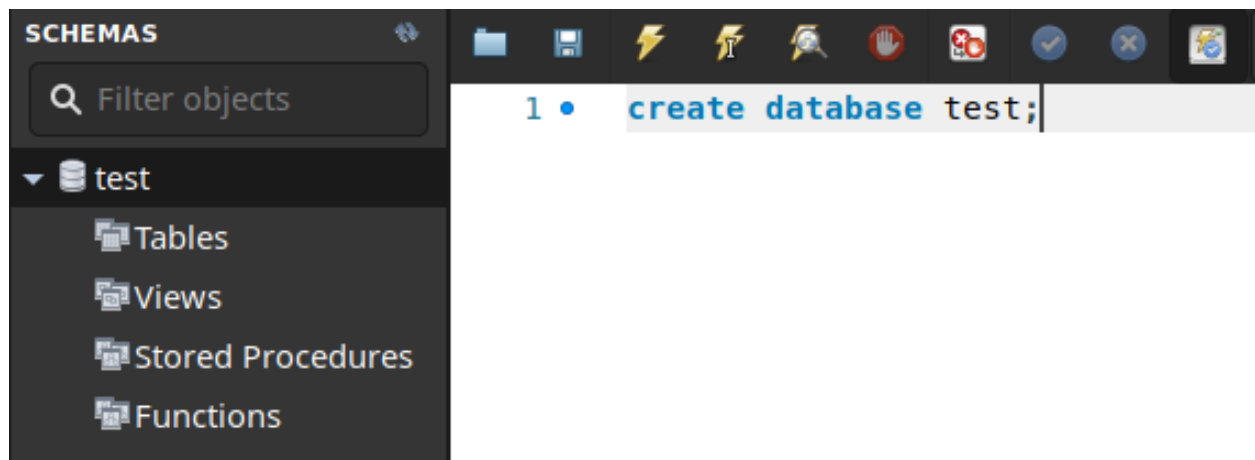 SCHEMAS
Filter objects
test
Tables
Views
Stored Procedures
Functions
1
create database test;